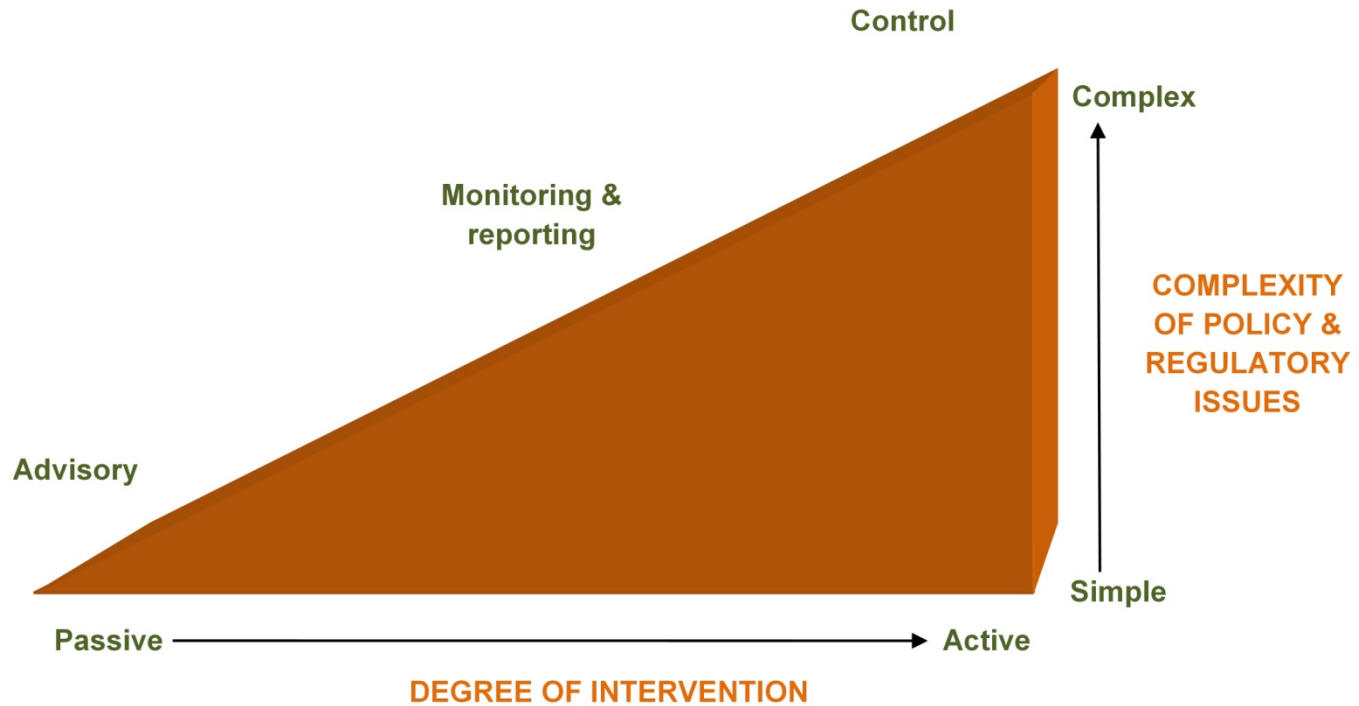 Control
Complex
Monitoring &
reporting
COMPLEXITY
OF POLICY &
REGULATORY
ISSUES
Advisory
Simple
Passive
Active
DEGREE OF INTERVENTION